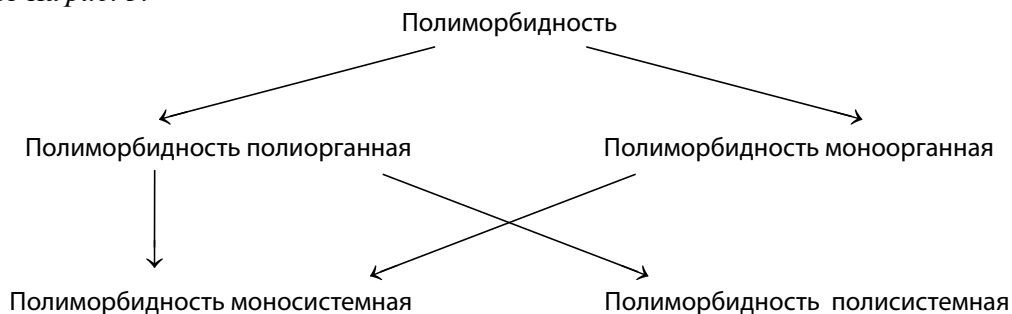 Полиморбидность
Полиморбидность полиорганная
Полиморбидность моноорганная
Полиморбидность моносистемная
Полиморбидность полисистемная